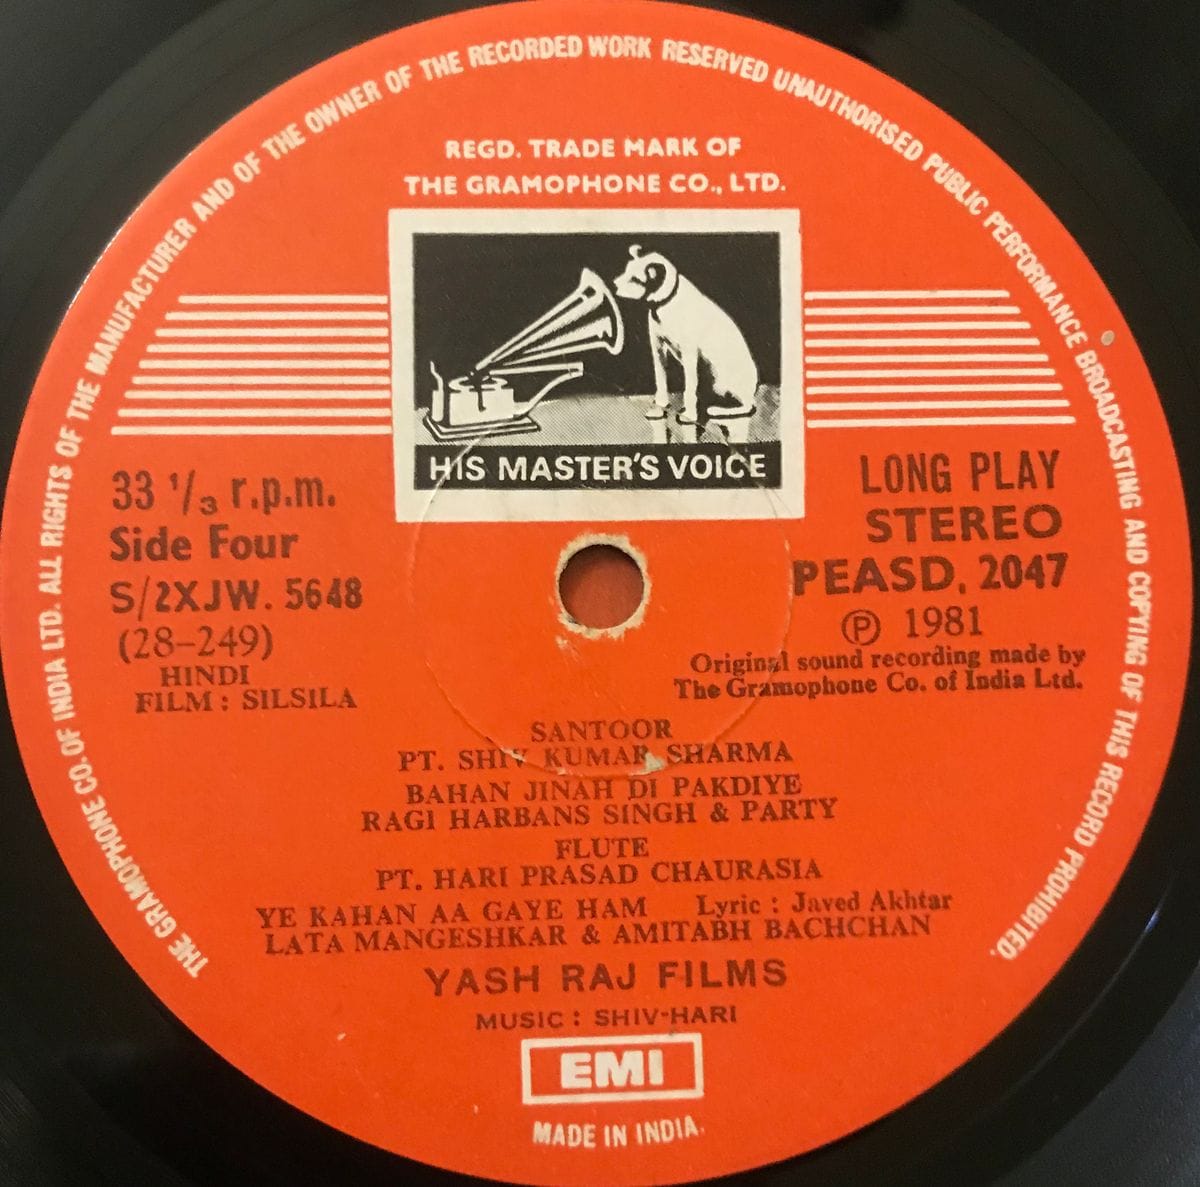 THE GRAMOPHONE CO. OF INDIA LTD. ALL RIGHTS OF THE MANUFACTURER AND OF THE OWNER OF THE RECORDED WORK RESERVED UNAUTHORISED PUBLIC PERFORMANCE BROADCASTING AND COPYING OF THIS RECORD PROHIBITED.
REGD. TRADE MARK OF
THE GRAMOPHONE CO., LTD.
HIS MASTER'S VOICE
33 1/3 r.p.m.
Side Four
S/2XJW. 5648
(28-249)
HINDI
FILM : SILSILA
LONG PLAY
STEREO
PEASD. 2047
Ⓟ 1981
Original sound recording made by
The Gramophone Co. of India Ltd.
SANTOOR
PT. SHIV KUMAR SHARMA
BAHAN JINAH DI PAKDIYE
RAGI HARBANS SINGH & PARTY
FLUTE
PT. HARI PRASAD CHAURASIA
YE KAHAN AA GAYE HAM Lyric : Javed Akhtar
LATA MANGESHKAR & AMITABH BACHCHAN
YASH RAJ FILMS
MUSIC : SHIV-HARI
EMI
MADE IN INDIA.